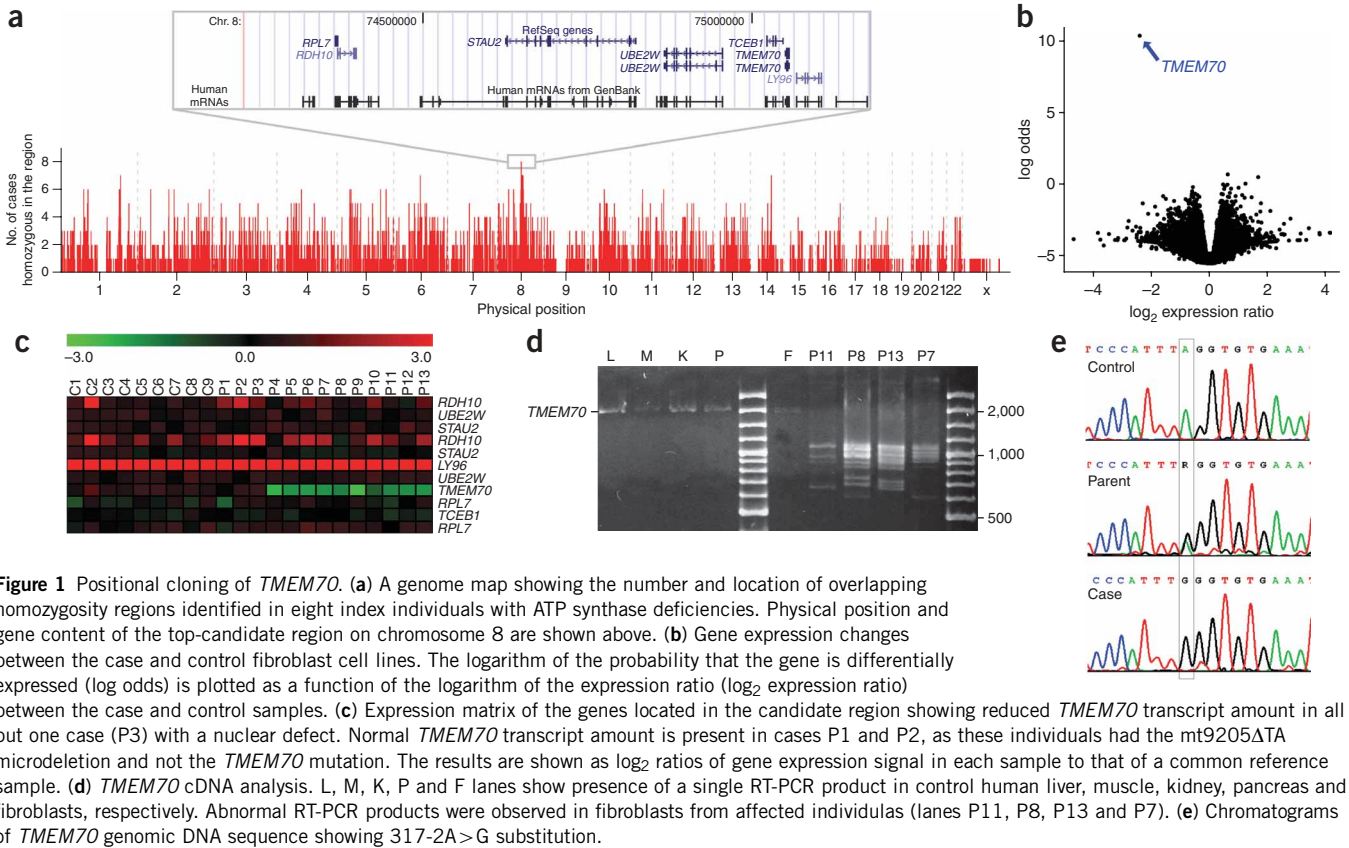 a
Chr. 8:
74500000
75000000
RefSeq genes
RPL7
RDH10
STAU2
UBE2W
UBE2W
TCEB1
TMEM70
TMEM70
LY96
Human mRNAs
Human mRNAs from GenBank
No. of cases homozygous in the region
8
6
4
2
0
1 2 3 4 5 6 7 8 9 10 11 12 13 14 15 16 17 18 19 202122 x
Physical position
b
10
5
0
–5
log odds
TMEM70
–4 –2 0 2 4
log2 expression ratio
c
–3.0 0.0 3.0
C1 C2 C3 C4 C5 C6 C7 C8 C9 P1 P2 P3 P4 P5 P6 P7 P8 P9 P10 P11 P12 P13
RDH10
UBE2W
STAU2
RDH10
STAU2
LY96
UBE2W
TMEM70
RPL7
TCEB1
RPL7
d
L M K P F P11 P8 P13 P7
TMEM70
2,000
1,000
500
e
T C C C A T T T A G G T G T G A A A
Control
T C C C A T T T R G G T G T G A A A
Parent
C C C A T T T G G G T G T G A A A
Case
Figure 1 Positional cloning of TMEM70. (a) A genome map showing the number and location of overlapping
homozygosity regions identified in eight index individuals with ATP synthase deficiencies. Physical position and
gene content of the top-candidate region on chromosome 8 are shown above. (b) Gene expression changes
between the case and control fibroblast cell lines. The logarithm of the probability that the gene is differentially
expressed (log odds) is plotted as a function of the logarithm of the expression ratio (log2 expression ratio)
between the case and control samples. (c) Expression matrix of the genes located in the candidate region showing reduced TMEM70 transcript amount in all
but one case (P3) with a nuclear defect. Normal TMEM70 transcript amount is present in cases P1 and P2, as these individuals had the mt9205ΔTA
microdeletion and not the TMEM70 mutation. The results are shown as log2 ratios of gene expression signal in each sample to that of a common reference
sample. (d) TMEM70 cDNA analysis. L, M, K, P and F lanes show presence of a single RT-PCR product in control human liver, muscle, kidney, pancreas and
fibroblasts, respectively. Abnormal RT-PCR products were observed in fibroblasts from affected individulas (lanes P11, P8, P13 and P7). (e) Chromatograms
of TMEM70 genomic DNA sequence showing 317-2A>G substitution.